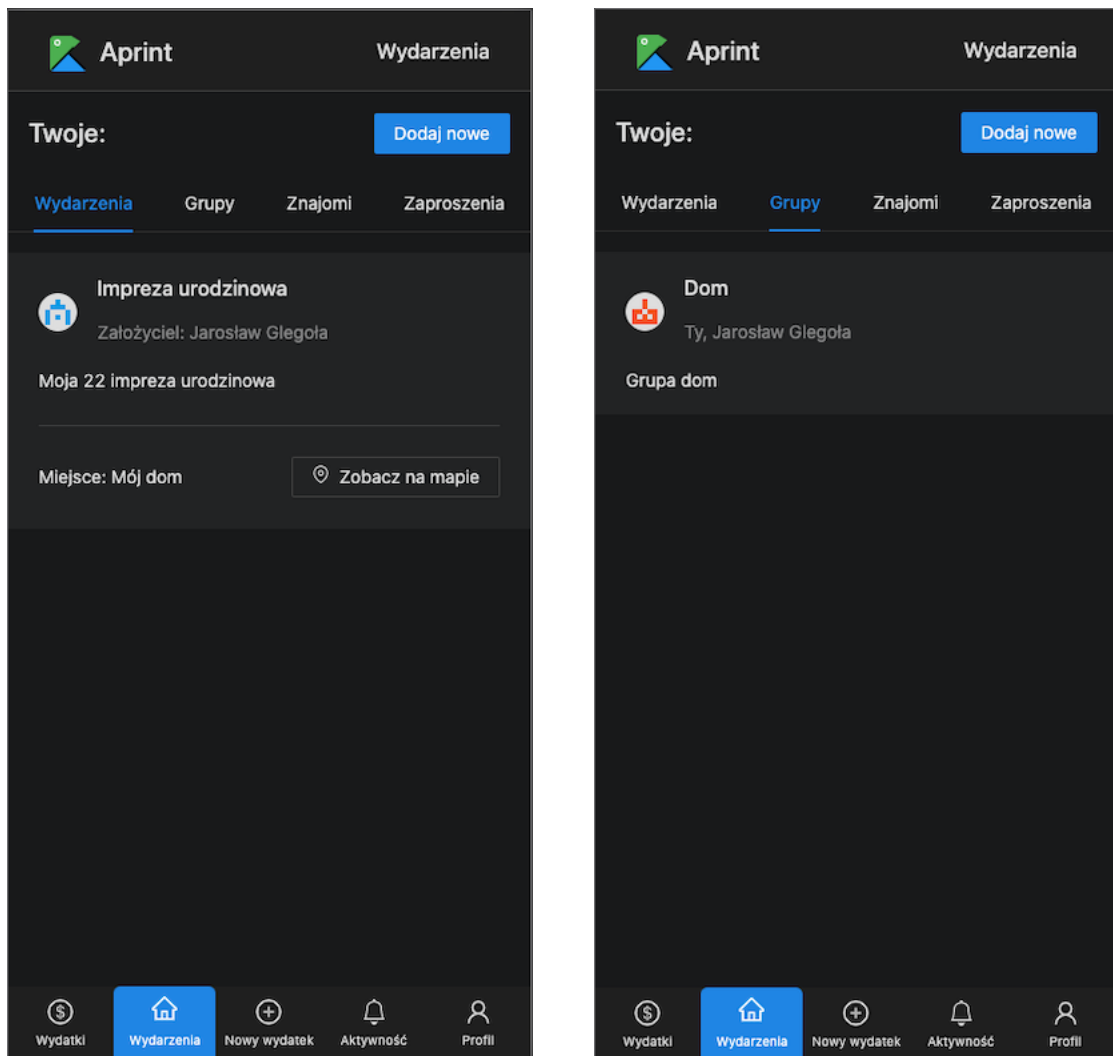 Aprint
Wydarzenia
Twoje:
Dodaj nowe
Wydarzenia Grupy Znajomi Zaproszenia
Impreza urodzinowa
Założyciel: Jarosław Glegoła
Moja 22 impreza urodzinowa
Miejsce: Mój dom
Zobacz na mapie
Wydatki Wydarzenia Nowy wydatek Aktywność Profil
Aprint
Wydarzenia
Twoje:
Dodaj nowe
Wydarzenia Grupy Znajomi Zaproszenia
Dom
Ty, Jarosław Glegoła
Grupa dom
Wydatki Wydarzenia Nowy wydatek Aktywność Profil